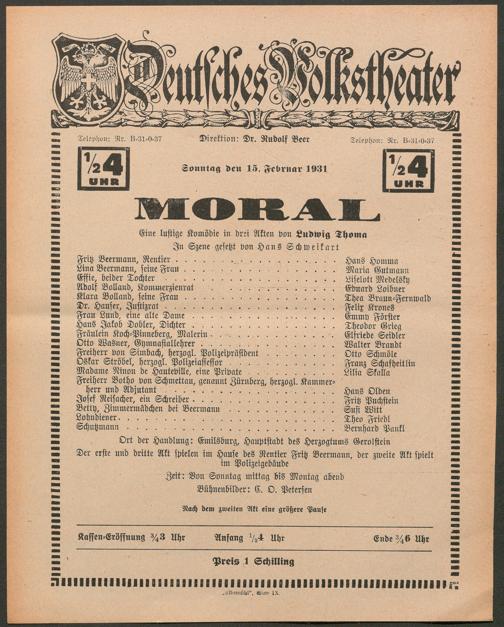 Deutsches Volkstheater
Telephon: Nr. B-31-0-37 Direktion: Dr. Rudolf Beer Telephon: Nr. B-31-0-37
1/2 4 UHR 1/2 4 UHR
Sonntag den 15. Februar 1931
MORAL
Eine lustige Komödie in drei Akten von Ludwig Thoma
In Szene gesetzt von Hans Schweikart
Fritz Beermann, Rentier Hans Homma
Lina Beermann, seine Frau Maria Gutmann
Effie, beider Tochter Liselott Medelsky
Adolf Bolland, Kommerzienrat Eduard Loibner
Klara Bolland, seine Frau Thea Braun-Fernwald
Dr. Hauser, Justizrat Felix Krones
Frau Lund, eine alte Dame Emmy Förster
Hans Jakob Dobler, Dichter Theodor Grieg
Fräulein Koch-Pinneberg, Malerin Elfriede Seidler
Otto Wasner, Gymnasiallehrer Walter Brandt
Freiherr von Simbach, herzogl. Polizeipräsident Otto Schmöle
Oskar Ströbel, herzogl. Polizeiassessor Franz Schafheitlin
Madame Ninon de Hauteville, eine Private Lilia Skalla
Freiherr Botho von Schmettau, genannt Zürnberg, herzogl. Kammer-
herr und Adjutant Hans Olden
Josef Reisacher, ein Schreiber Fritz Puchstein
Betty, Zimmermädchen bei Beermann Susi Witt
Lohndiener Theo Friedl
Schutzmann Bernhard Pankl
Ort der Handlung: Emilsburg, Hauptstadt des Herzogtums Gerolstein
Der erste und dritte Akt spielen im Hause des Rentier Fritz Beermann, der zweite Akt spielt
im Polizeigebäude
Zeit: Von Sonntag mittag bis Montag abend
Bühnenbilder: C. O. Petersen
Nach dem zweiten Akt eine größere Pause
Kassen-Eröffnung 3/4 3 Uhr Anfang 1/2 4 Uhr Ende 3/4 6 Uhr
Preis 1 Schilling
Wien IX.